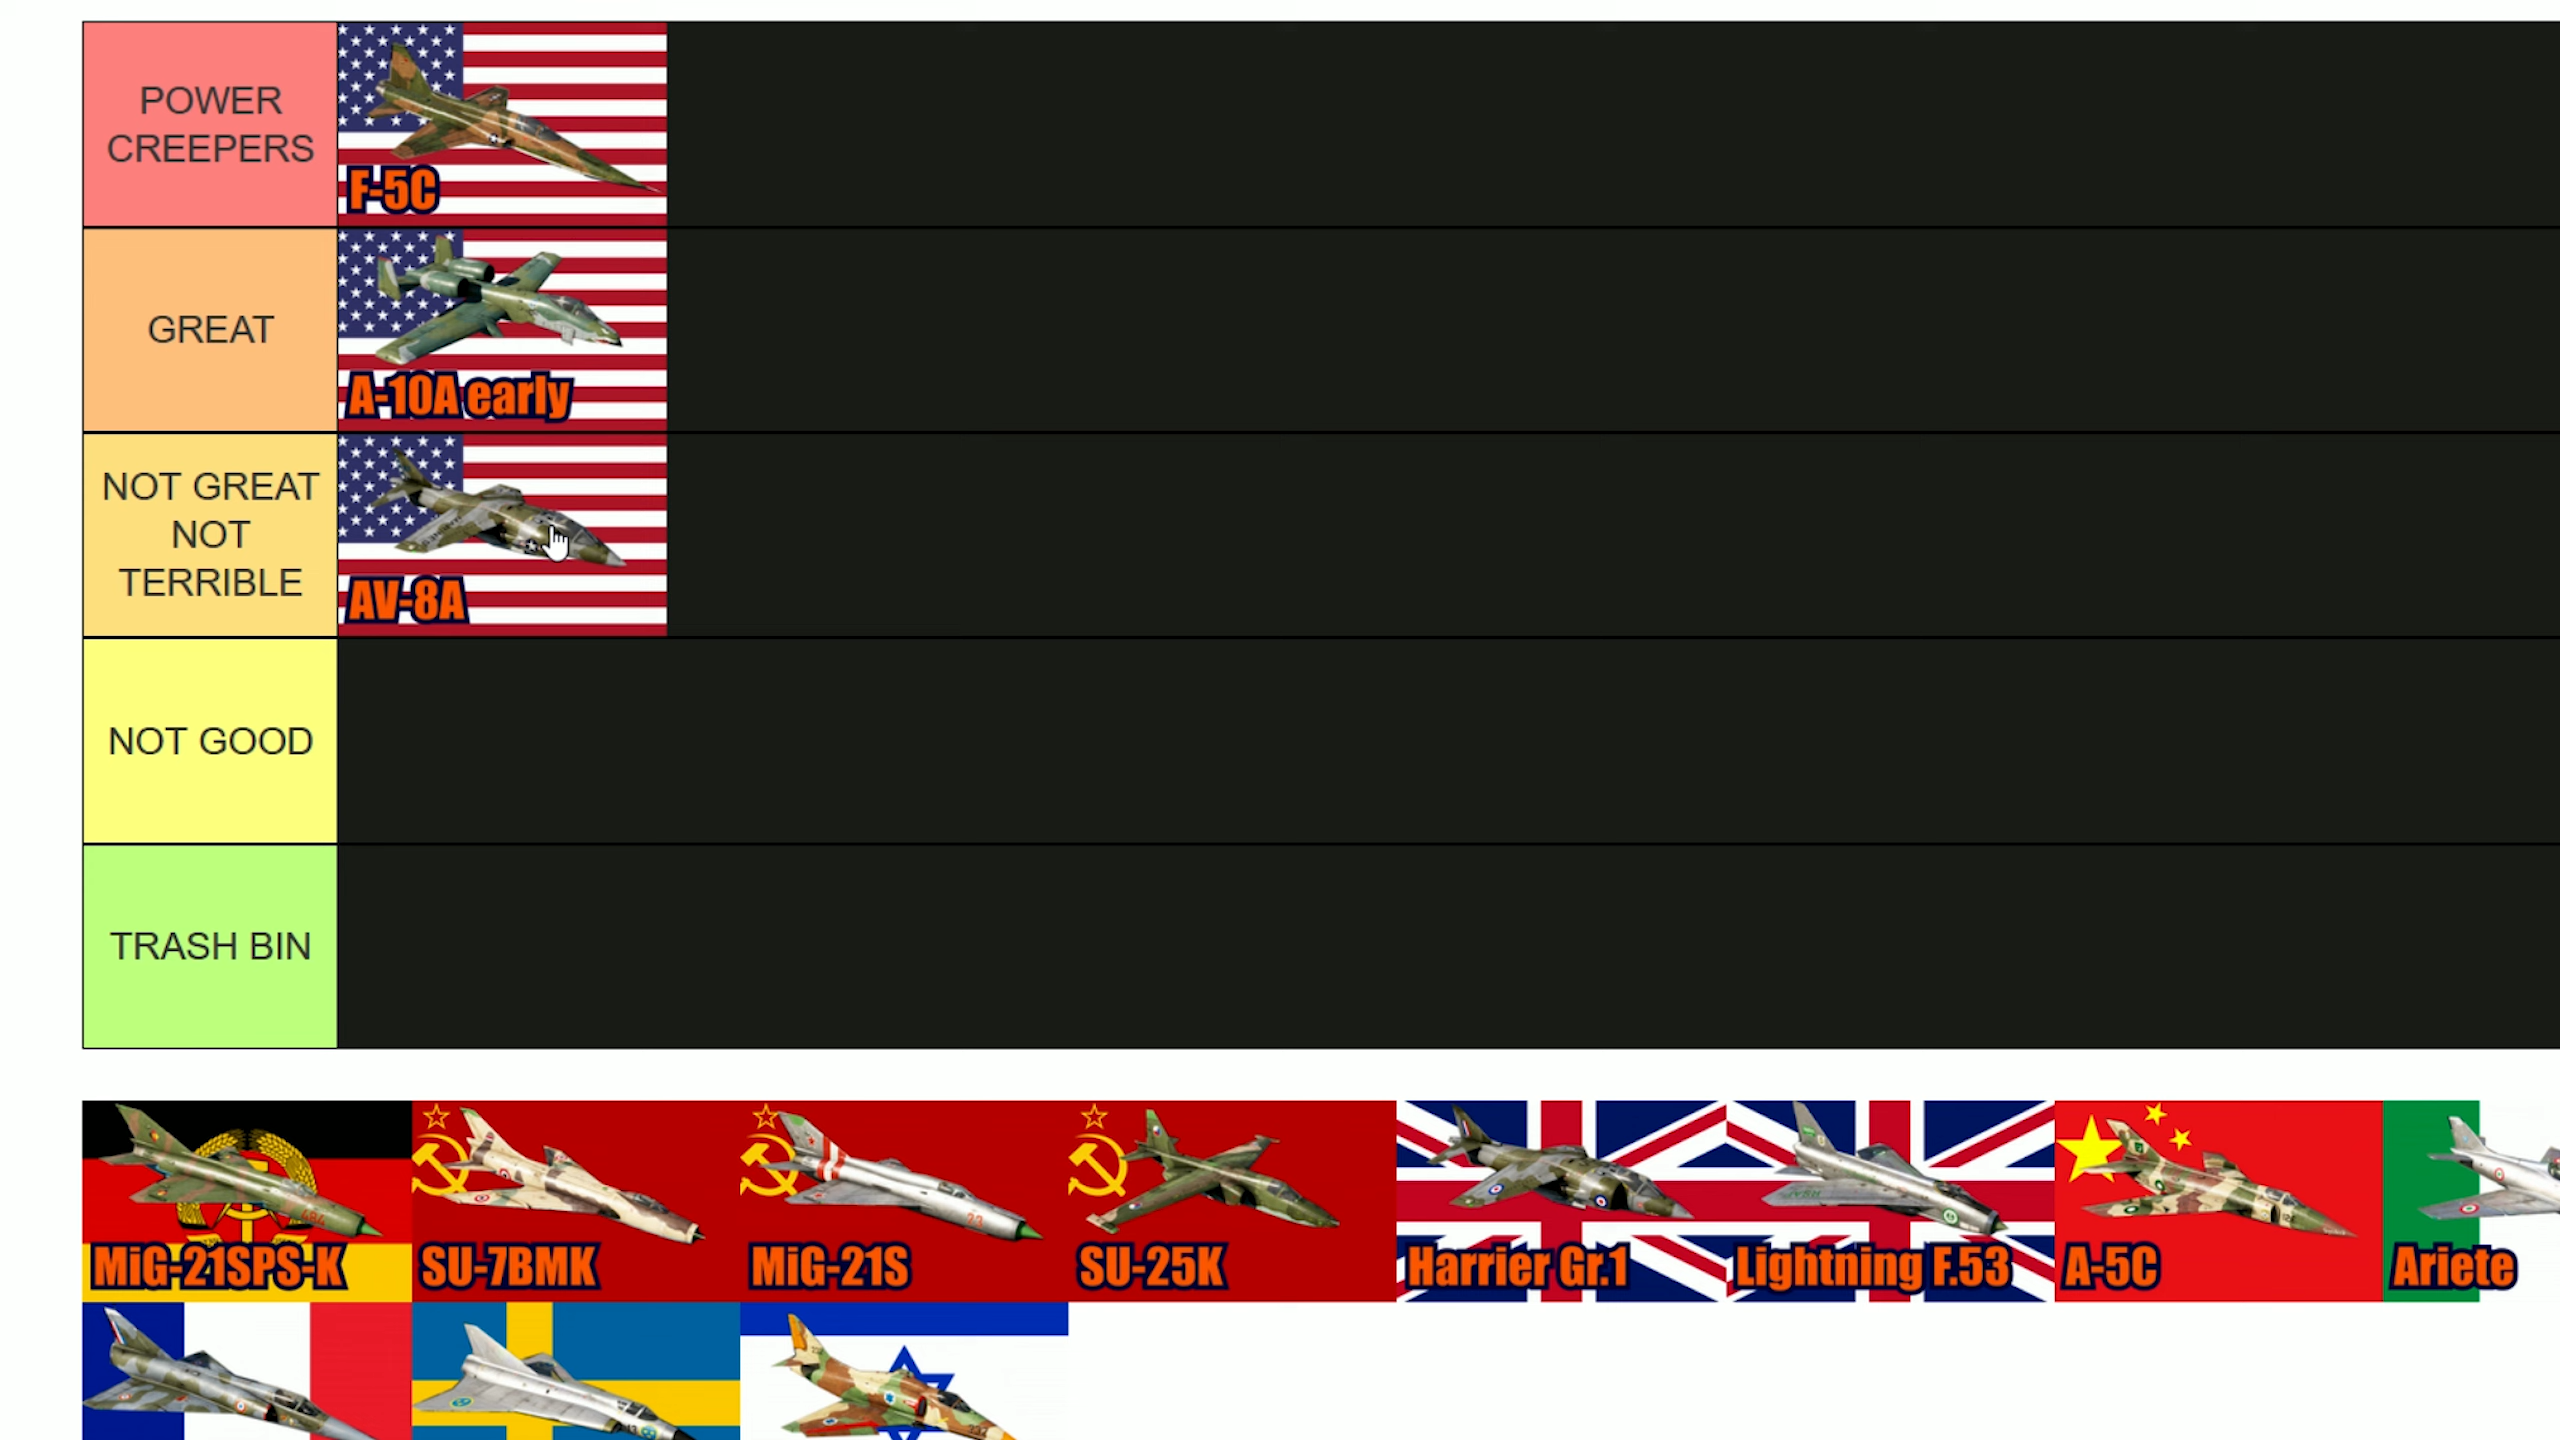 POWER
CREEPERS
F-5C
GREAT
A-10A early
NOT GREAT
NOT
TERRIBLE
AV-8A
NOT GOOD
TRASH BIN
MiG-21SPS-K
SU-7BMK
MiG-21S
SU-25K
Harrier Gr.1
Lightning F.53
A-5C
Ariete